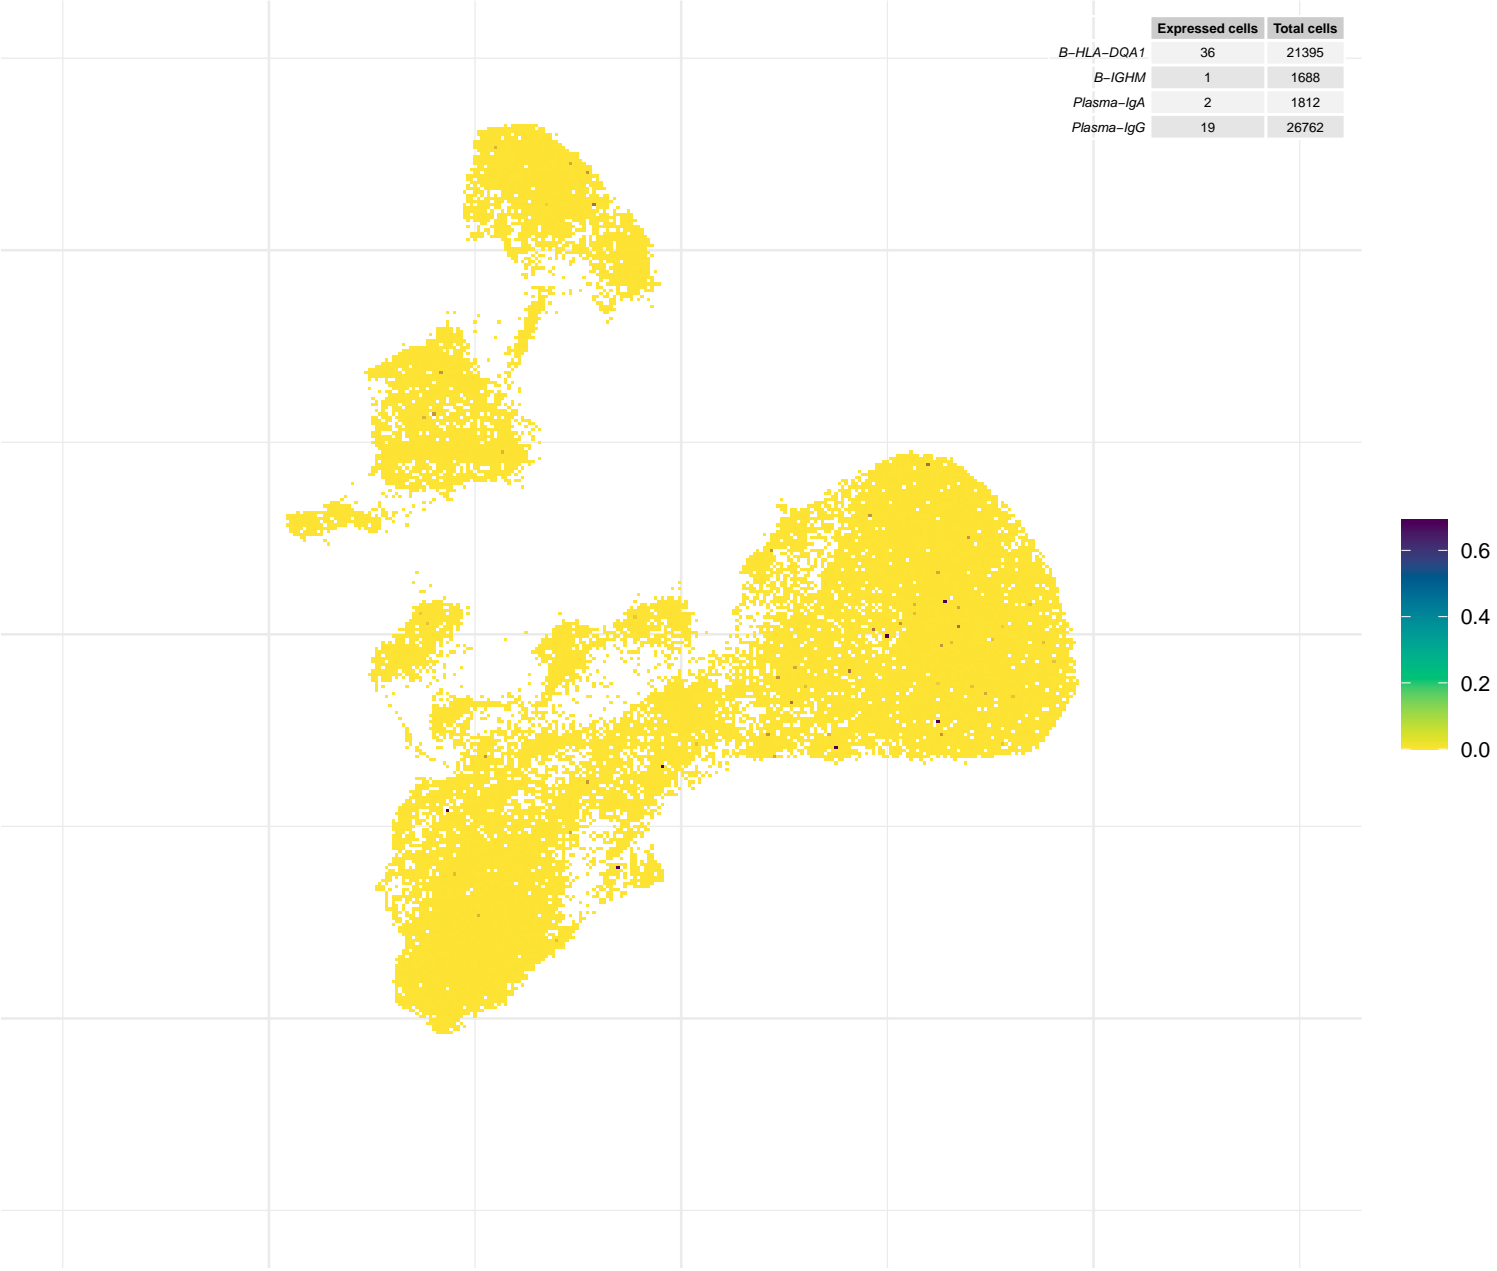 Expressed cells Total cells
B−HLA−DQA1 36 21395
B−IGHM 1 1688
Plasma−IgA 2 1812
Plasma−IgG 19 26762
0.6
0.4
0.2
0.0